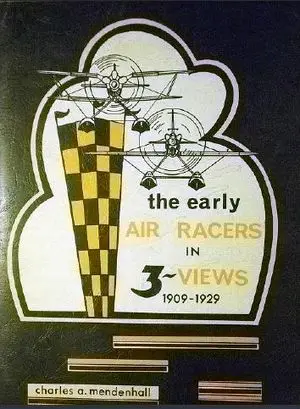 the early
AIR RACERS
IN
3-VIEWS
1909-1929
charles a. mendenhall